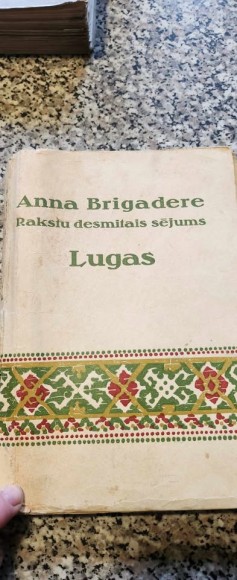 Anna Brigadere
Rakstu desmitais sējums
Lugas